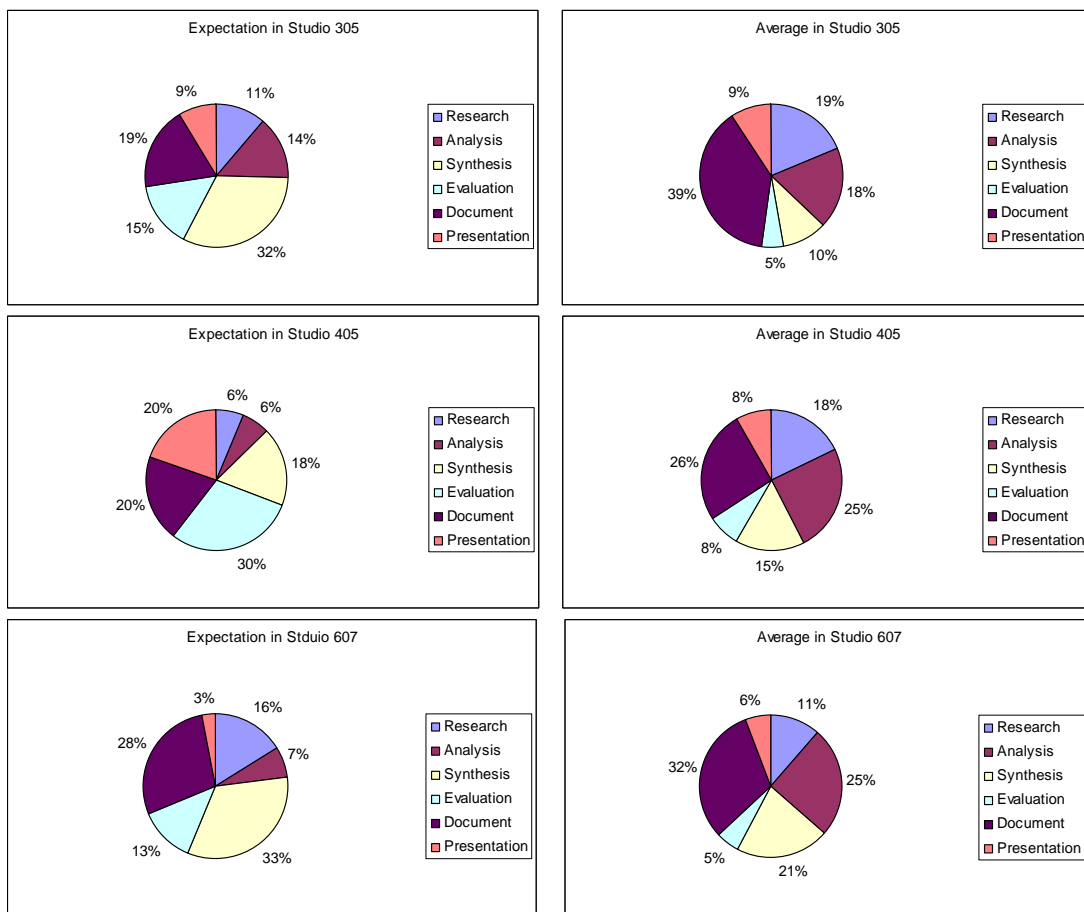 Expectation in Studio 305
9%
11%
19%
14%
15%
32%
Research
Analysis
Synthesis
Evaluation
Document
Presentation
Average in Studio 305
9%
19%
39%
18%
5%
10%
Research
Analysis
Synthesis
Evaluation
Document
Presentation
Expectation in Studio 405
20%
6%
6%
18%
20%
30%
Research
Analysis
Synthesis
Evaluation
Document
Presentation
Average in Studio 405
8%
18%
26%
25%
8%
15%
Research
Analysis
Synthesis
Evaluation
Document
Presentation
Expectation in Stduio 607
3%
16%
28%
7%
13%
33%
Research
Analysis
Synthesis
Evaluation
Document
Presentation
Average in Studio 607
6%
11%
32%
25%
5%
21%
Research
Analysis
Synthesis
Evaluation
Document
Presentation